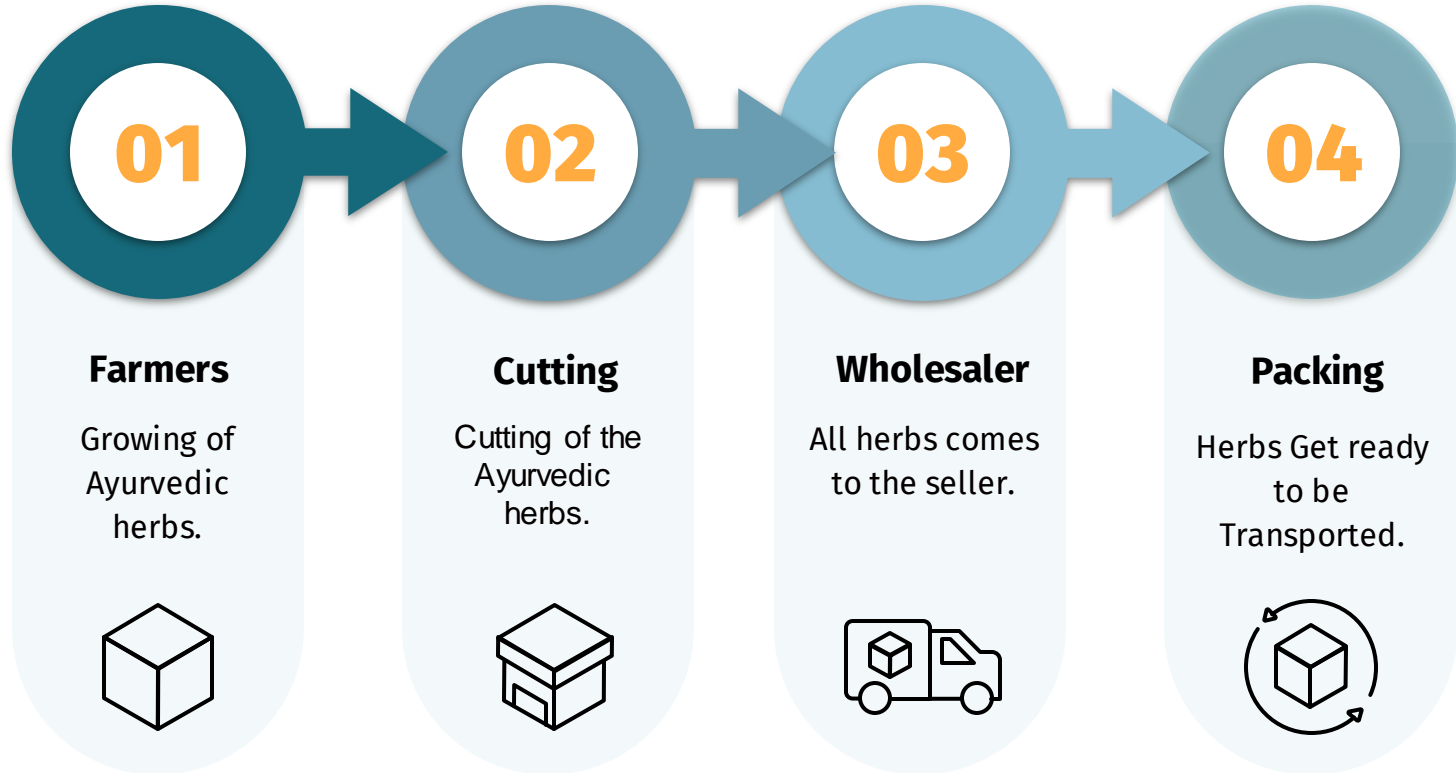 01
02
03
04
Farmers
Growing of
Ayurvedic
herbs.
Cutting
Cutting of the
Ayurvedic
herbs.
Wholesaler
All herbs comes
to the seller.
Packing
Herbs Get ready
to be
Transported.